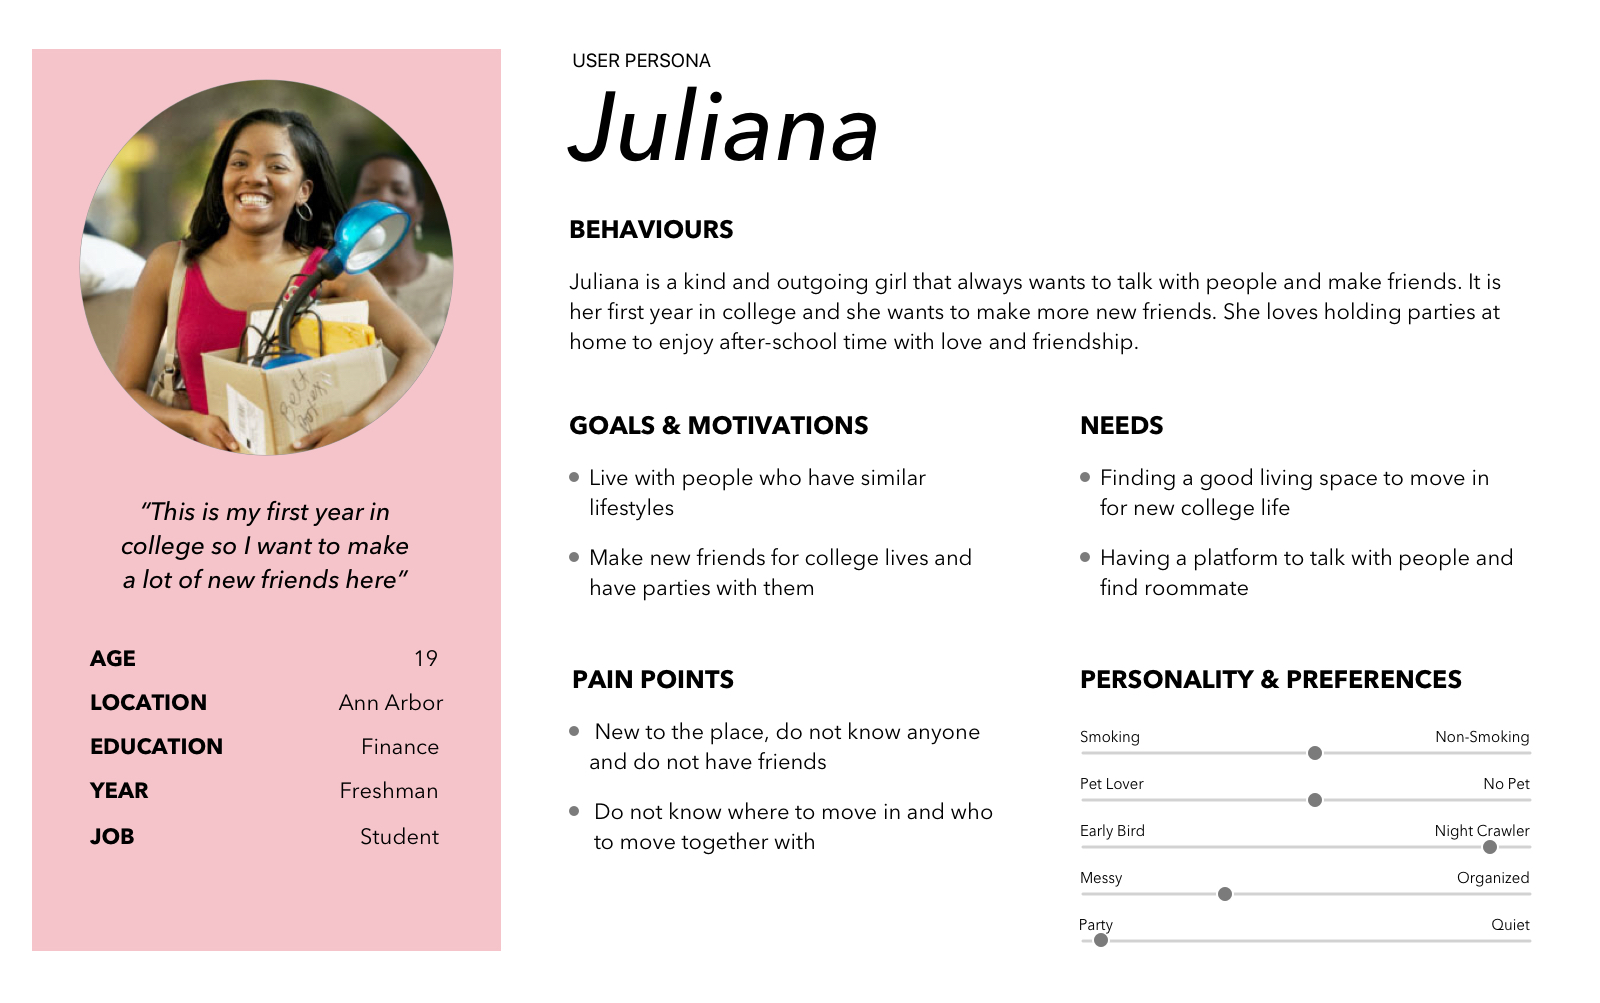 USER PERSONA
Juliana
BEHAVIOURS
Juliana is a kind and outgoing girl that always wants to talk with people and make friends. It is
her first year in college and she wants to make more new friends. She loves holding parties at
home to enjoy after-school time with love and friendship.
Belt
Boxes
“This is my first year in
college so I want to make
a lot of new friends here”
AGE 19
LOCATION Ann Arbor
EDUCATION Finance
YEAR Freshman
JOB Student
GOALS & MOTIVATIONS
Live with people who have similar
lifestyles
Make new friends for college lives and
have parties with them
NEEDS
Finding a good living space to move in
for new college life
Having a platform to talk with people and
find roommate
PAIN POINTS
New to the place, do not know anyone
and do not have friends
Do not know where to move in and who
to move together with
PERSONALITY & PREFERENCES
Smoking Non-Smoking
Pet Lover No Pet
Early Bird Night Crawler
Messy Organized
Party Quiet